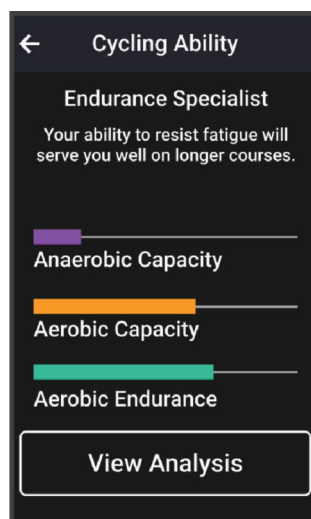 Cycling Ability
Endurance Specialist
Your ability to resist fatigue will
serve you well on longer courses.
Anaerobic Capacity
Aerobic Capacity
Aerobic Endurance
View Analysis